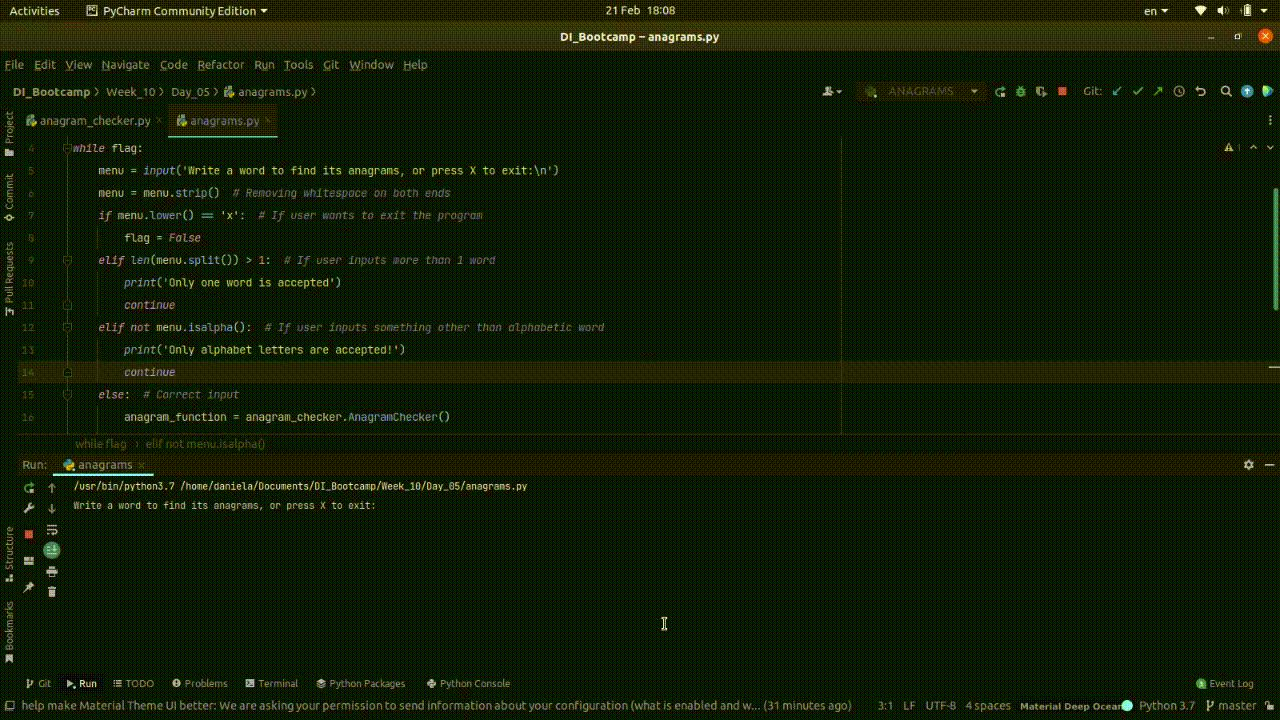 Activities PyCharm Community Edition 21 Feb 18:08 en
DI_Bootcamp – anagrams.py
File Edit View Navigate Code Refactor Run Tools Git Window Help
DI_Bootcamp Week_10 Day_05 anagrams.py ANAGRAMS Git:
anagram_checker.py anagrams.py
4 while flag: 1
5 menu = input('Write a word to find its anagrams, or press X to exit:\n')
6 menu = menu.strip() # Removing whitespace on both ends
7 if menu.lower() == 'x': # If user wants to exit the program
8 flag = False
9 elif len(menu.split()) > 1: # If user inputs more than 1 word
10 print('Only one word is accepted')
11 continue
12 elif not menu.isalpha(): # If user inputs something other than alphabetic word
13 print('Only alphabet letters are accepted!')
14 continue
15 else: # Correct input
16 anagram_function = anagram_checker.AnagramChecker()
while flag elif not menu.isalpha()
Run: anagrams
/usr/bin/python3.7 /home/daniela/Documents/DI_Bootcamp/Week_10/Day_05/anagrams.py
Write a word to find its anagrams, or press X to exit:
Project
Commit
Pull Requests
Structure
Bookmarks
Git Run TODO Problems Terminal Python Packages Python Console Event Log
help make Material Theme UI better: We are asking your permission to send information about your configuration (what is enabled and w... (31 minutes ago) 3:1 LF UTF-8 4 spaces Material Deep Ocean Python 3.7 master